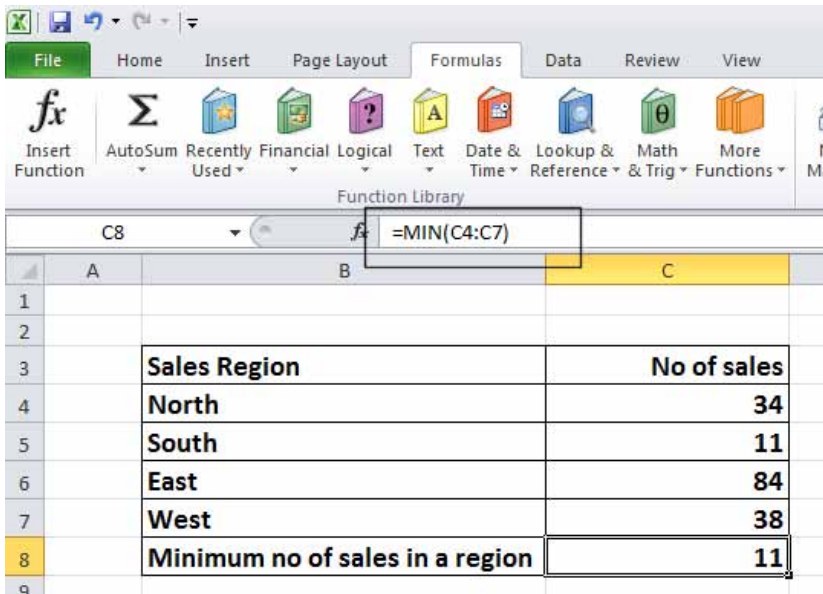 File Home Insert Page Layout Formulas Data Review View
fx Σ ? A θ
Insert Function AutoSum Recently Used Financial Logical Text Date & Time Lookup & Reference Math & Trig More Functions
Function Library
C8 fx =MIN(C4:C7)
A B C
1
2
3 Sales Region No of sales
4 North 34
5 South 11
6 East 84
7 West 38
8 Minimum no of sales in a region 11
9